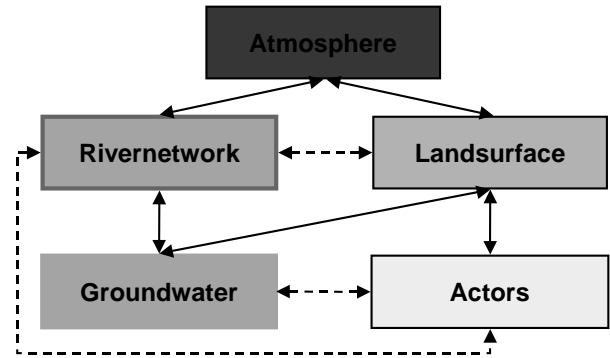 Atmosphere
Rivernetwork
Landsurface
Groundwater
Actors